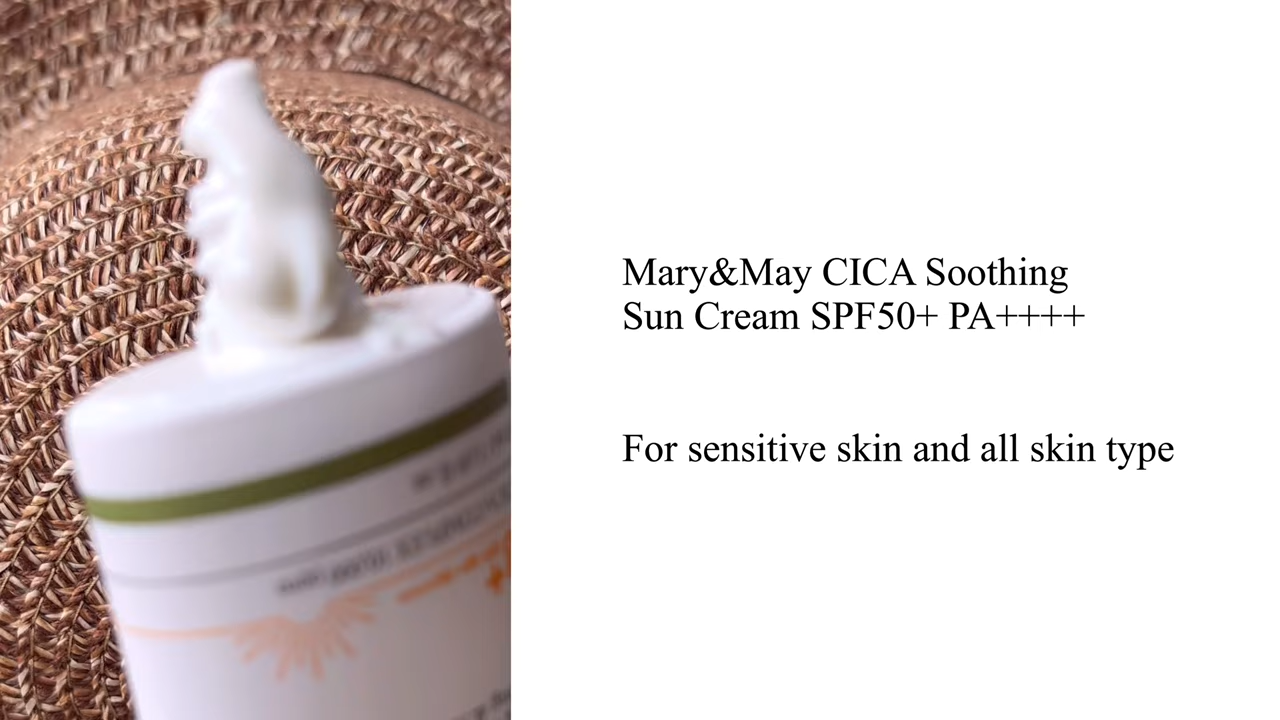 Mary&May CICA Soothing
Sun Cream SPF50+ PA++++
For sensitive skin and all skin type